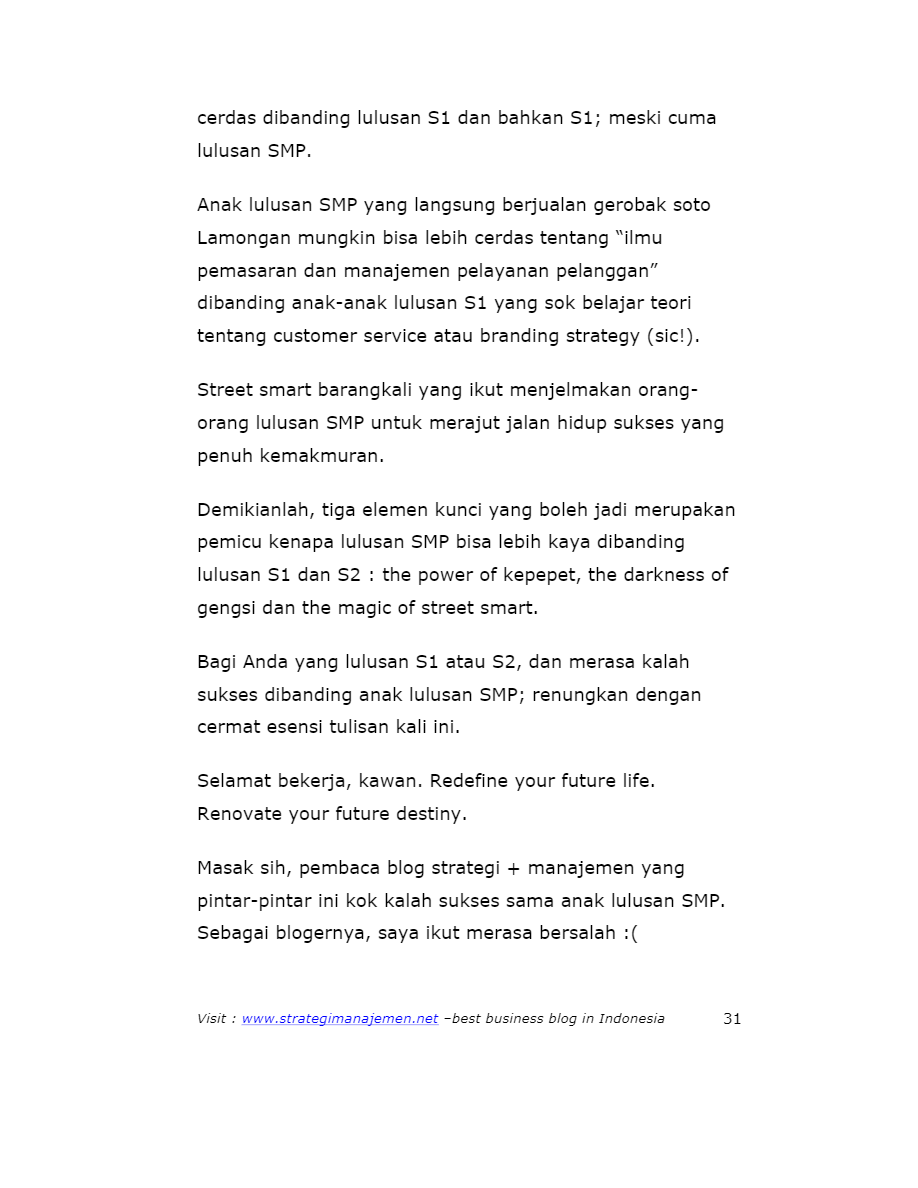 cerdas dibanding lulusan S1 dan bahkan S1; meski cuma
lulusan SMP.
Anak lulusan SMP yang langsung berjualan gerobak soto
Lamongan mungkin bisa lebih cerdas tentang “ilmu
pemasaran dan manajemen pelayanan pelanggan”
dibanding anak-anak lulusan S1 yang sok belajar teori
tentang customer service atau branding strategy (sic!).
Street smart barangkali yang ikut menjelmakan orang-
orang lulusan SMP untuk merajut jalan hidup sukses yang
penuh kemakmuran.
Demikianlah, tiga elemen kunci yang boleh jadi merupakan
pemicu kenapa lulusan SMP bisa lebih kaya dibanding
lulusan S1 dan S2 : the power of kepepet, the darkness of
gengsi dan the magic of street smart.
Bagi Anda yang lulusan S1 atau S2, dan merasa kalah
sukses dibanding anak lulusan SMP; renungkan dengan
cermat esensi tulisan kali ini.
Selamat bekerja, kawan. Redefine your future life.
Renovate your future destiny.
Masak sih, pembaca blog strategi + manajemen yang
pintar-pintar ini kok kalah sukses sama anak lulusan SMP.
Sebagai blogernya, saya ikut merasa bersalah :(
Visit : www.strategimanajemen.net –best business blog in Indonesia 31